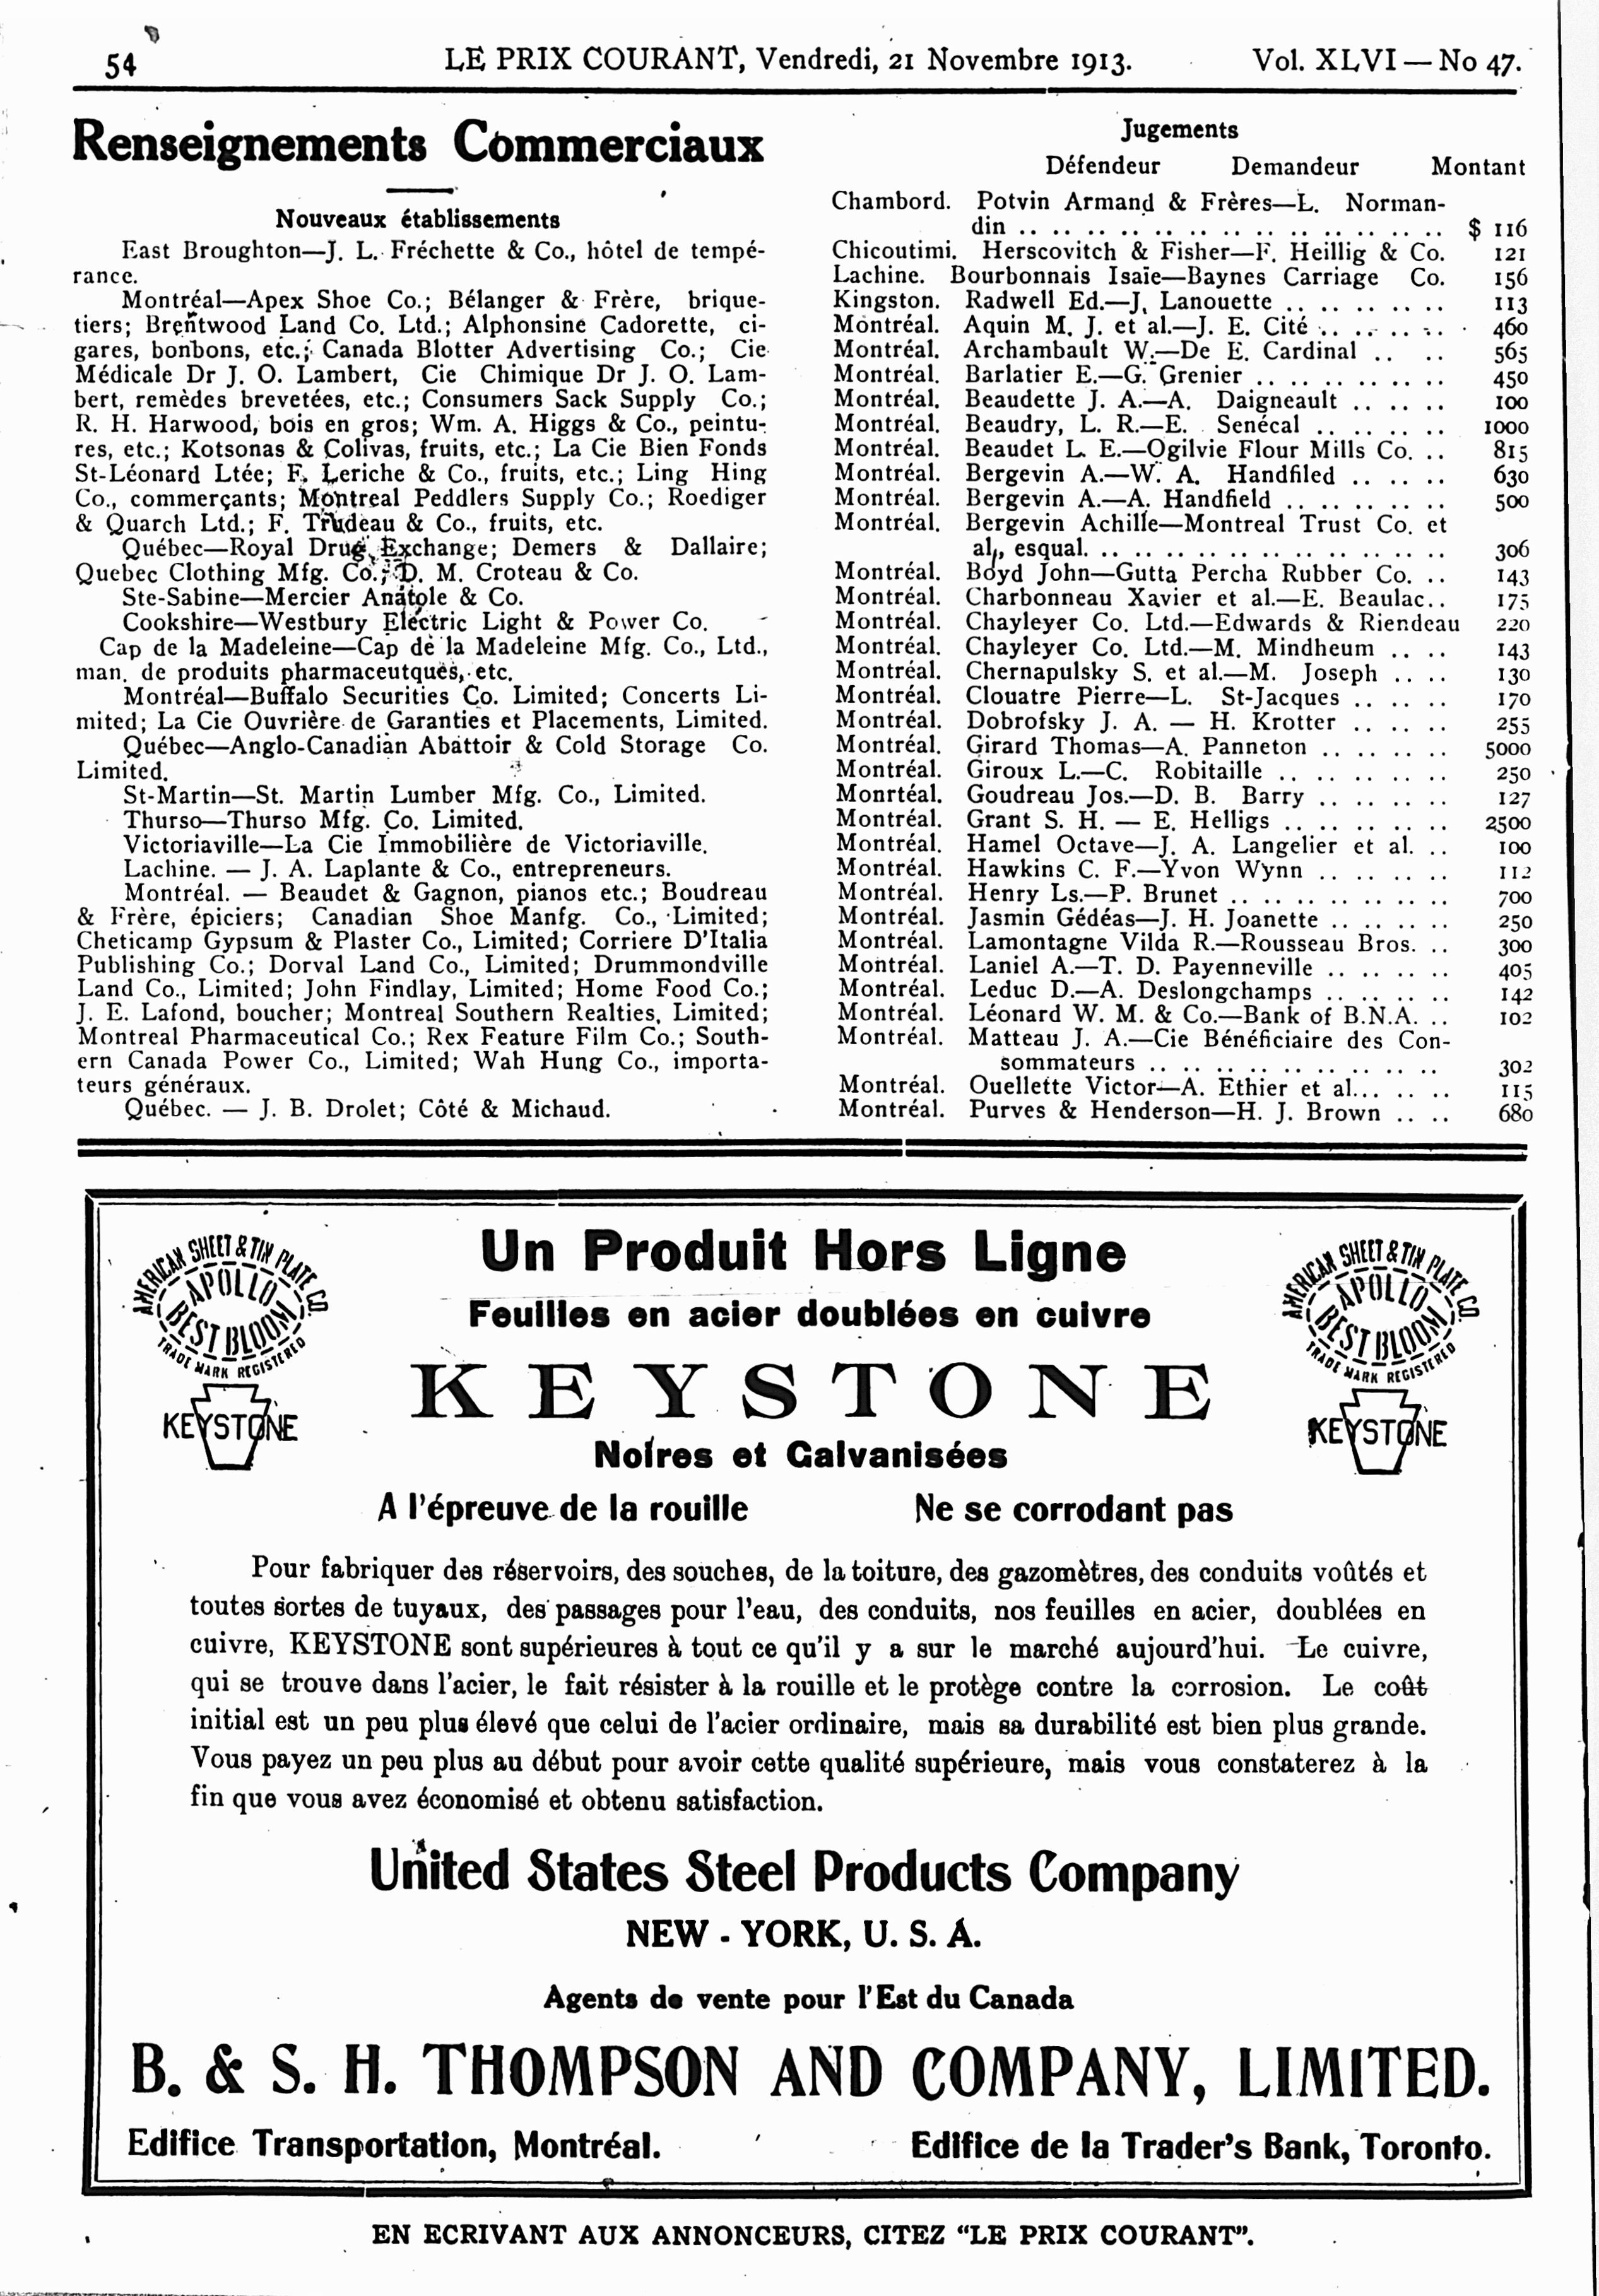 54
LE PRIX COURANT, Vendredi, 21 Novembre 1913.
Vol. XLVI — No 47.
Renseignements Commerciaux
Nouveaux établissements
East Broughton—J. L. Fréchette & Co., hôtel de tempé-
rance.
Montréal—Apex Shoe Co.; Bélanger & Frère, brique-
tiers; Brentwood Land Co. Ltd.; Alphonsine Cadorette, ci-
gares, bonbons, etc.; Canada Blotter Advertising Co.; Cie
Médicale Dr J. O. Lambert, Cie Chimique Dr J. O. Lam-
bert, remèdes brevetées, etc.; Consumers Sack Supply Co.;
R. H. Harwood, bois en gros; Wm. A. Higgs & Co., peintu-
res, etc.; Kotsonas & Colivas, fruits, etc.; La Cie Bien Fonds
St-Léonard Ltée; F. Leriche & Co., fruits, etc.; Ling Hing
Co., commerçants; Montreal Peddlers Supply Co.; Roediger
& Quarch Ltd.; F. Trudeau & Co., fruits, etc.
Québec—Royal Drug Exchange; Demers & Dallaire;
Quebec Clothing Mfg. Co.; D. M. Croteau & Co.
Ste-Sabine—Mercier Anatole & Co.
Cookshire—Westbury Electric Light & Power Co.
Cap de la Madeleine—Cap de la Madeleine Mfg. Co., Ltd.,
man. de produits pharmaceutques, etc.
Montréal—Buffalo Securities Co. Limited; Concerts Li-
mited; La Cie Ouvrière de Garanties et Placements, Limited.
Québec—Anglo-Canadian Abattoir & Cold Storage Co.
Limited.
St-Martin—St. Martin Lumber Mfg. Co., Limited.
Thurso—Thurso Mfg. Co. Limited.
Victoriaville—La Cie Immobilière de Victoriaville.
Lachine. — J. A. Laplante & Co., entrepreneurs.
Montréal. — Beaudet & Gagnon, pianos etc.; Boudreau
& Frère, épiciers; Canadian Shoe Manfg. Co., Limited;
Cheticamp Gypsum & Plaster Co., Limited; Corriere D'Italia
Publishing Co.; Dorval Land Co., Limited; Drummondville
Land Co., Limited; John Findlay, Limited; Home Food Co.;
J. E. Lafond, boucher; Montreal Southern Realties, Limited;
Montreal Pharmaceutical Co.; Rex Feature Film Co.; South-
ern Canada Power Co., Limited; Wah Hung Co., importa-
teurs généraux.
Québec. — J. B. Drolet; Côté & Michaud.
Jugements
Défendeur Demandeur Montant
Chambord. Potvin Armand & Frères—L. Norman-
din .. .. .. .. .. .. .. .. .. .. .. .. .. $ 116
Chicoutimi. Herscovitch & Fisher—F. Heillig & Co. 121
Lachine. Bourbonnais Isaïe—Baynes Carriage Co. 156
Kingston. Radwell Ed.—J. Lanouette .. .. .. .. .. 113
Montréal. Aquin M. J. et al.—J. E. Cité .. .. .. .. 460
Montréal. Archambault W.—De E. Cardinal .. .. 565
Montréal. Barlatier E.—G. Grenier .. .. .. .. .. .. 450
Montréal. Beaudette J. A.—A. Daigneault .. .. .. 100
Montréal. Beaudry, L. R.—E. Senécal .. .. .. .. 1000
Montréal. Beaudet L. E.—Ogilvie Flour Mills Co. .. 815
Montréal. Bergevin A.—W. A. Handfiled .. .. .. 630
Montréal. Bergevin A.—A. Handfield .. .. .. .. .. 500
Montréal. Bergevin Achille—Montreal Trust Co. et
al., esqual. .. .. .. .. .. .. .. .. .. .. .. 306
Montréal. Boyd John—Gutta Percha Rubber Co. .. 143
Montréal. Charbonneau Xavier et al.—E. Beaulac.. 175
Montréal. Chayleyer Co. Ltd.—Edwards & Riendeau 220
Montréal. Chayleyer Co. Ltd.—M. Mindheum .. .. 143
Montréal. Chernapulsky S. et al.—M. Joseph .. .. 130
Montréal. Clouatre Pierre—L. St-Jacques .. .. .. 170
Montréal. Dobrofsky J. A. — H. Krotter .. .. .. 255
Montréal. Girard Thomas—A. Panneton .. .. .. .. 5000
Montréal. Giroux L.—C. Robitaille .. .. .. .. .. 250
Monrtéal. Goudreau Jos.—D. B. Barry .. .. .. .. 127
Montréal. Grant S. H. — E. Helligs .. .. .. .. .. 2500
Montréal. Hamel Octave—J. A. Langelier et al. .. 100
Montréal. Hawkins C. F.—Yvon Wynn .. .. .. .. 112
Montréal. Henry Ls.—P. Brunet .. .. .. .. .. .. .. 700
Montréal. Jasmin Gédéas—J. H. Joanette .. .. .. .. 250
Montréal. Lamontagne Vilda R.—Rousseau Bros. .. 300
Montréal. Laniel A.—T. D. Payenneville .. .. .. .. 405
Montréal. Leduc D.—A. Deslongchamps .. .. .. .. 142
Montréal. Léonard W. M. & Co.—Bank of B.N.A. .. 102
Montréal. Matteau J. A.—Cie Bénéficiaire des Con-
sommateurs .. .. .. .. .. .. .. .. .. 302
Montréal. Ouellette Victor—A. Ethier et al... .. .. 115
Montréal. Purves & Henderson—H. J. Brown .. .. 680
AMERICAN SHEET & TIN PLATE CO.
APOLLO
BEST BLOOM
TRADE MARK REGISTERED
KEYSTONE
Un Produit Hors Ligne
Feuilles en acier doublées en cuivre
KEYSTONE
Noires et Galvanisées
AMERICAN SHEET & TIN PLATE CO.
APOLLO
BEST BLOOM
TRADE MARK REGISTERED
KEYSTONE
A l'épreuve de la rouille Ne se corrodant pas
Pour fabriquer des réservoirs, des souches, de la toiture, des gazomètres, des conduits voûtés et
toutes sortes de tuyaux, des passages pour l'eau, des conduits, nos feuilles en acier, doublées en
cuivre, KEYSTONE sont supérieures à tout ce qu'il y a sur le marché aujourd'hui. Le cuivre,
qui se trouve dans l'acier, le fait résister à la rouille et le protège contre la corrosion. Le coût
initial est un peu plus élevé que celui de l'acier ordinaire, mais sa durabilité est bien plus grande.
Vous payez un peu plus au début pour avoir cette qualité supérieure, mais vous constaterez à la
fin que vous avez économisé et obtenu satisfaction.
United States Steel Products Company
NEW - YORK, U. S. A.
Agents de vente pour l'Est du Canada
B. & S. H. THOMPSON AND COMPANY, LIMITED.
Edifice Transportation, Montréal. Edifice de la Trader's Bank, Toronto.
EN ECRIVANT AUX ANNONCEURS, CITEZ "LE PRIX COURANT".